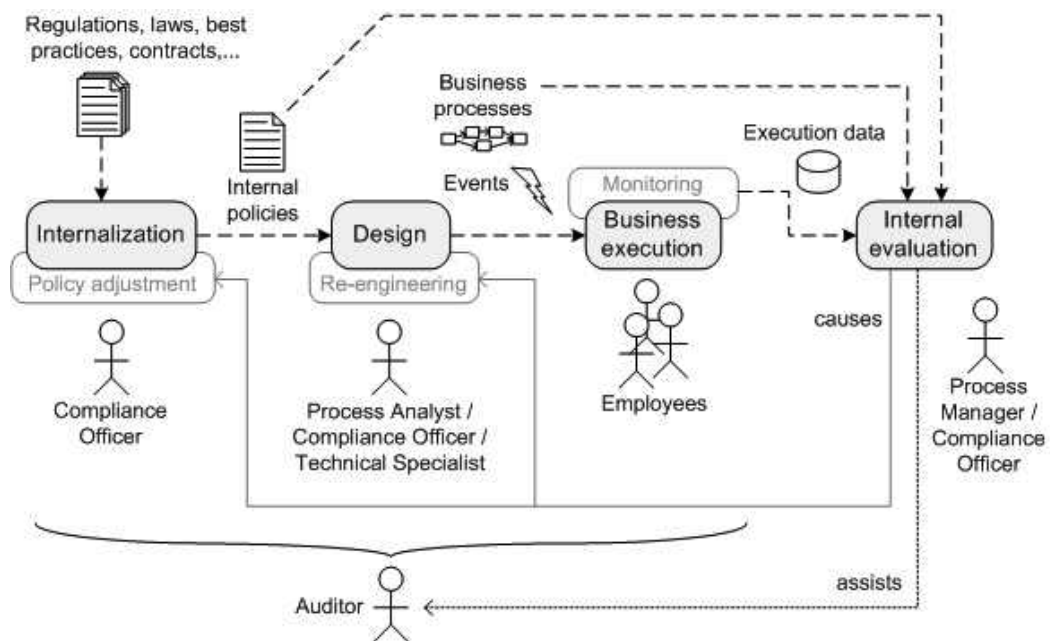 Regulations, laws, best
practices, contracts,...
Business
processes
Execution data
Internal
policies
Events
Monitoring
Internalization
Design
Business
execution
Internal
evaluation
Policy adjustment
Re-engineering
causes
Compliance
Officer
Process Analyst /
Compliance Officer /
Technical Specialist
Employees
Process
Manager /
Compliance
Officer
Auditor
assists